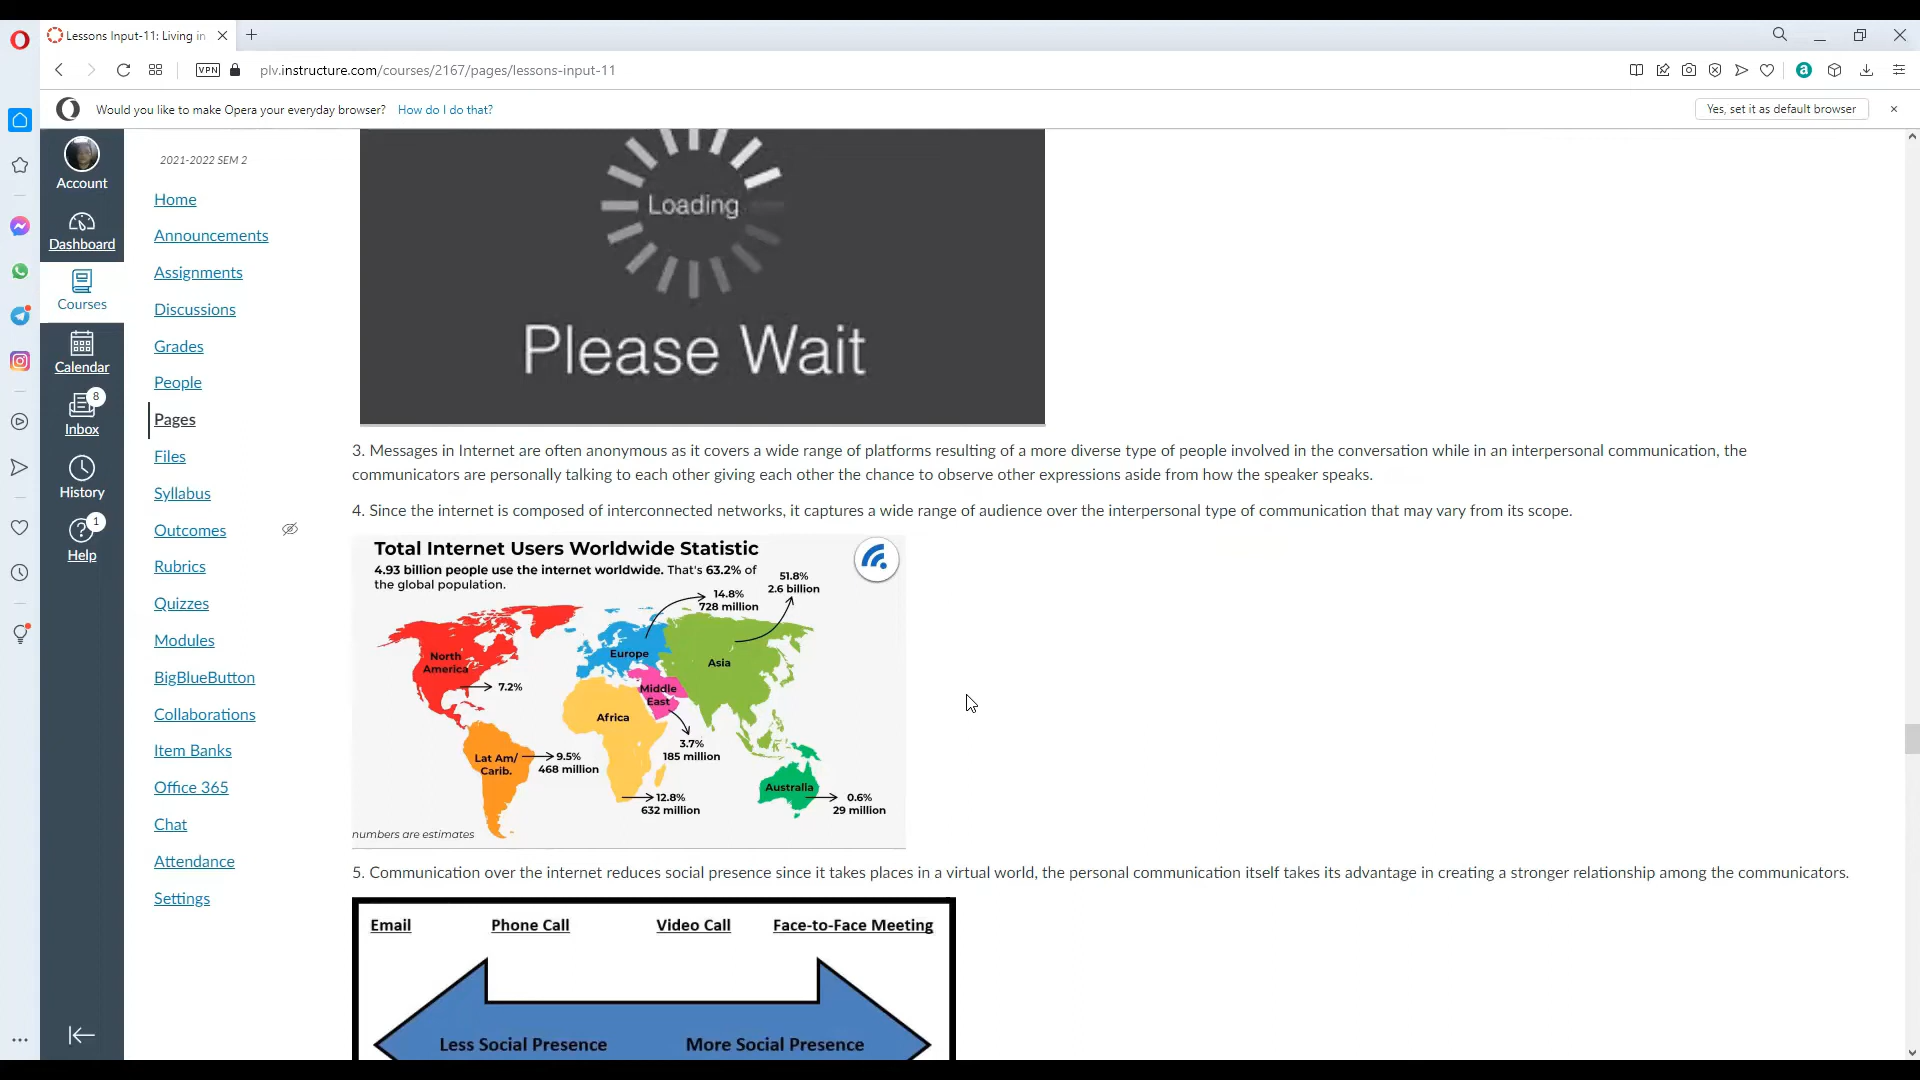 Lessons Input-11: Living in
VPN
plv.instructure.com/courses/2167/pages/lessons-input-11
a
Would you like to make Opera your everyday browser? How do I do that?
Yes, set it as default browser
Account
Dashboard
Courses
Calendar
8
Inbox
History
1
Help
2021-2022 SEM 2
Home
Announcements
Assignments
Discussions
Grades
People
Pages
Files
Syllabus
Outcomes
Rubrics
Quizzes
Modules
BigBlueButton
Collaborations
Item Banks
Office 365
Chat
Attendance
Settings
Loading
Please Wait
3. Messages in Internet are often anonymous as it covers a wide range of platforms resulting of a more diverse type of people involved in the conversation while in an interpersonal communication, the
communicators are personally talking to each other giving each other the chance to observe other expressions aside from how the speaker speaks.
4. Since the internet is composed of interconnected networks, it captures a wide range of audience over the interpersonal type of communication that may vary from its scope.
Total Internet Users Worldwide Statistic
4.93 billion people use the internet worldwide. That's 63.2% of
the global population.
51.8%
2.6 billion
14.8%
728 million
North
America
7.2%
Europe
Asia
Middle
East
Africa
3.7%
185 million
Lat Am/
Carib.
9.5%
468 million
12.8%
632 million
Australia
0.6%
29 million
numbers are estimates
5. Communication over the internet reduces social presence since it takes places in a virtual world, the personal communication itself takes its advantage in creating a stronger relationship among the communicators.
Email Phone Call Video Call Face-to-Face Meeting
Less Social Presence More Social Presence